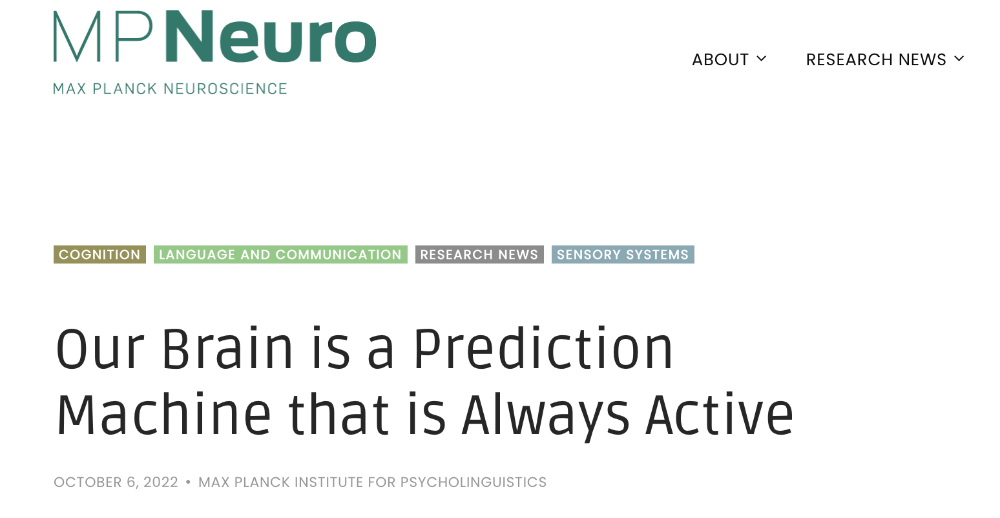 MPNeuro
MAX PLANCK NEUROSCIENCE
ABOUT
RESEARCH NEWS
COGNITION
LANGUAGE AND COMMUNICATION
RESEARCH NEWS
SENSORY SYSTEMS
Our Brain is a Prediction
Machine that is Always Active
OCTOBER 6, 2022 • MAX PLANCK INSTITUTE FOR PSYCHOLINGUISTICS